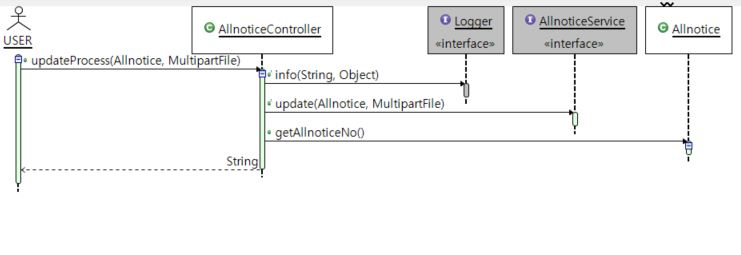 USER
C AllnoticeController
I Logger
«interface»
I AllnoticeService
«interface»
C Allnotice
updateProcess(Allnotice, MultipartFile)
info(String, Object)
update(Allnotice, MultipartFile)
getAllnoticeNo()
String